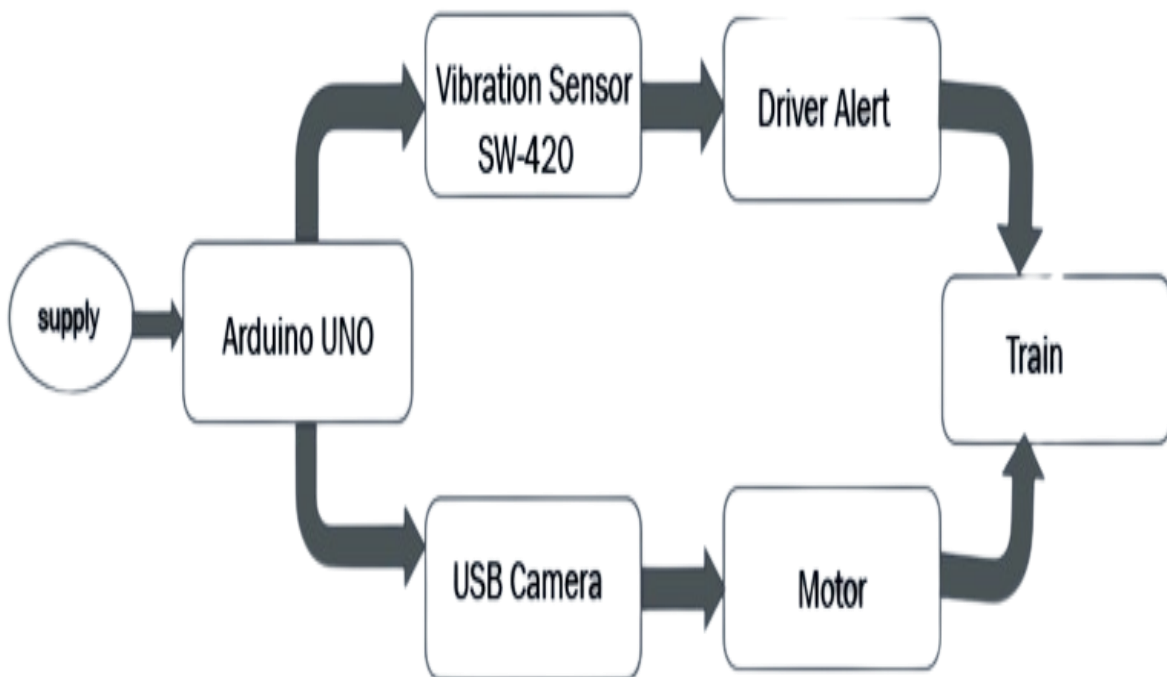 Vibration Sensor
SW-420
Driver Alert
supply
Arduino UNO
Train
USB Camera
Motor